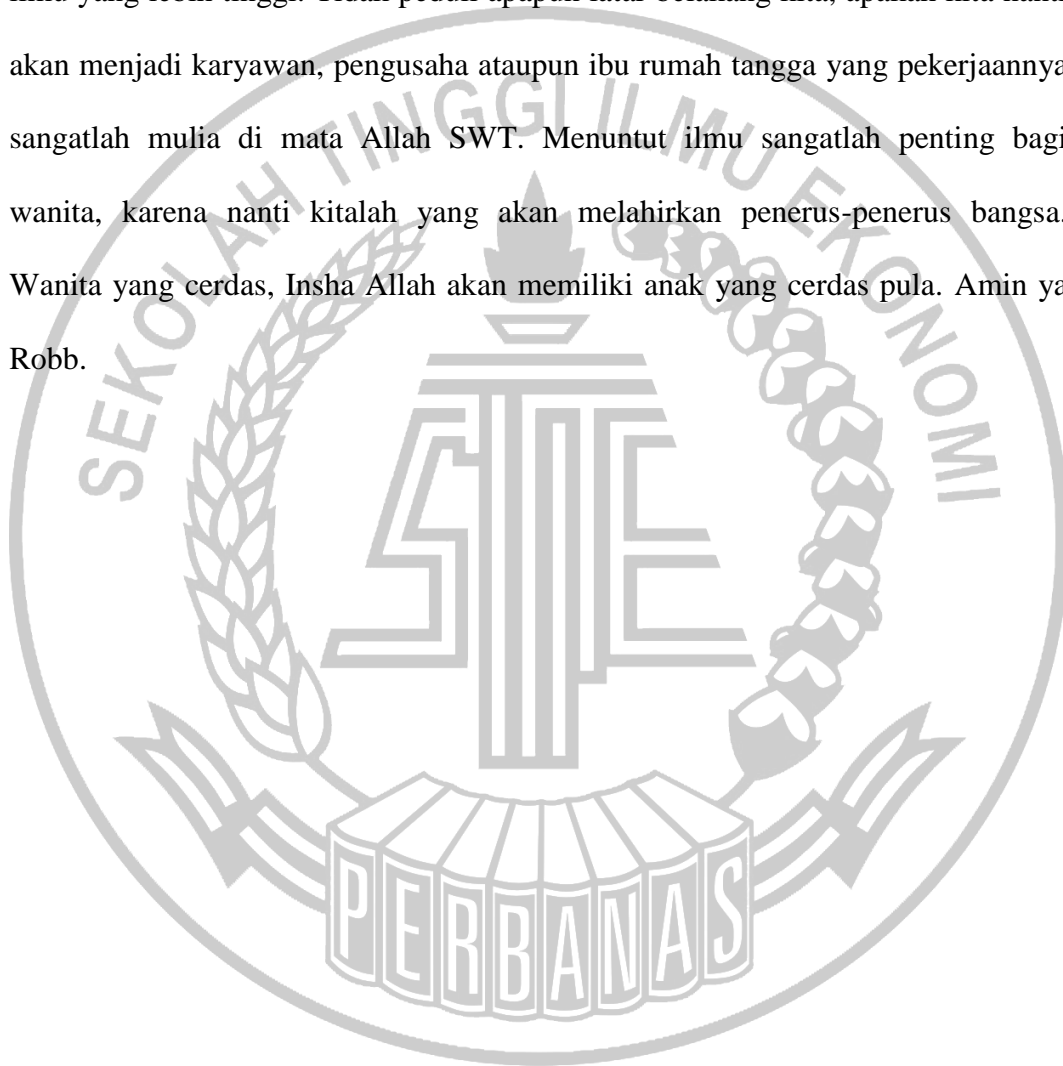 akan menjadi karyawan, pengusaha ataupun ibu rumah tangga yang pekerjaannya
sangatlah mulia di mata Allah SWT. Menuntut ilmu sangatlah penting bagi
wanita, karena nanti kitalah yang akan melahirkan penerus-penerus bangsa.
Wanita yang cerdas, Insha Allah akan memiliki anak yang cerdas pula. Amin ya
Robb.
SEKOLAH TINGGI ILMU EKONOMI
STIE
PERBANAS